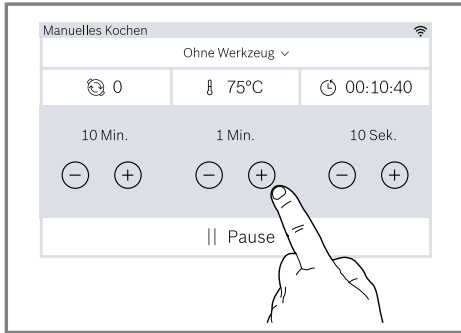 Manuelles Kochen
Ohne Werkzeug
0 75°C 00:10:40
10 Min. 1 Min. 10 Sek.
|| Pause